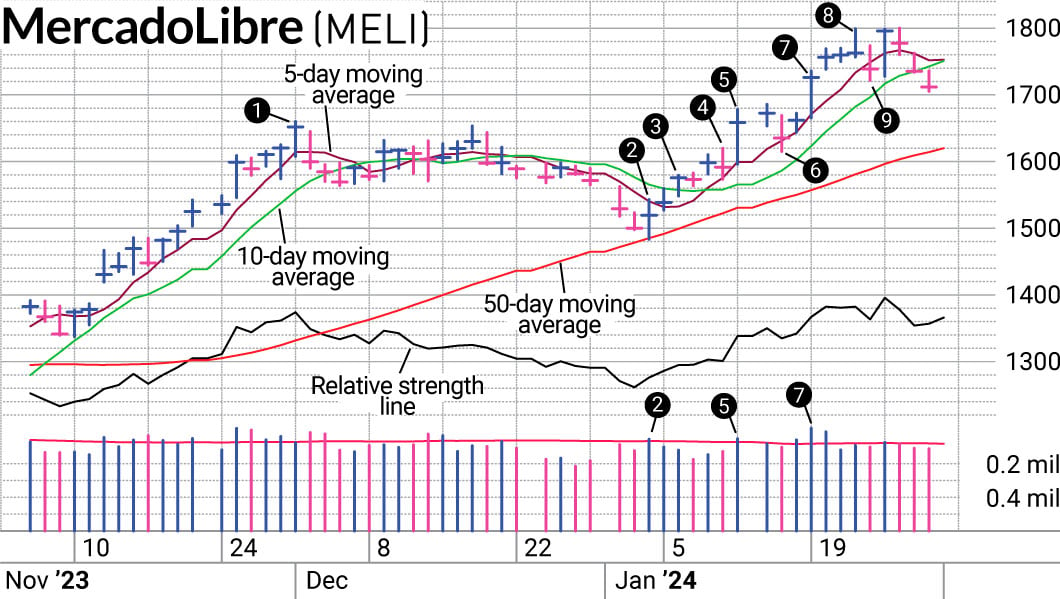 MercadoLibre (MELI)
5-day moving
average
10-day moving
average
50-day moving
average
Relative strength
line
1
2
3
4
5
6
7
8
9
2
5
7
1800
1700
1600
1500
1400
1300
0.2 mil
0.4 mil
10
24
8
22
5
19
Nov ’23
Dec
Jan ’24